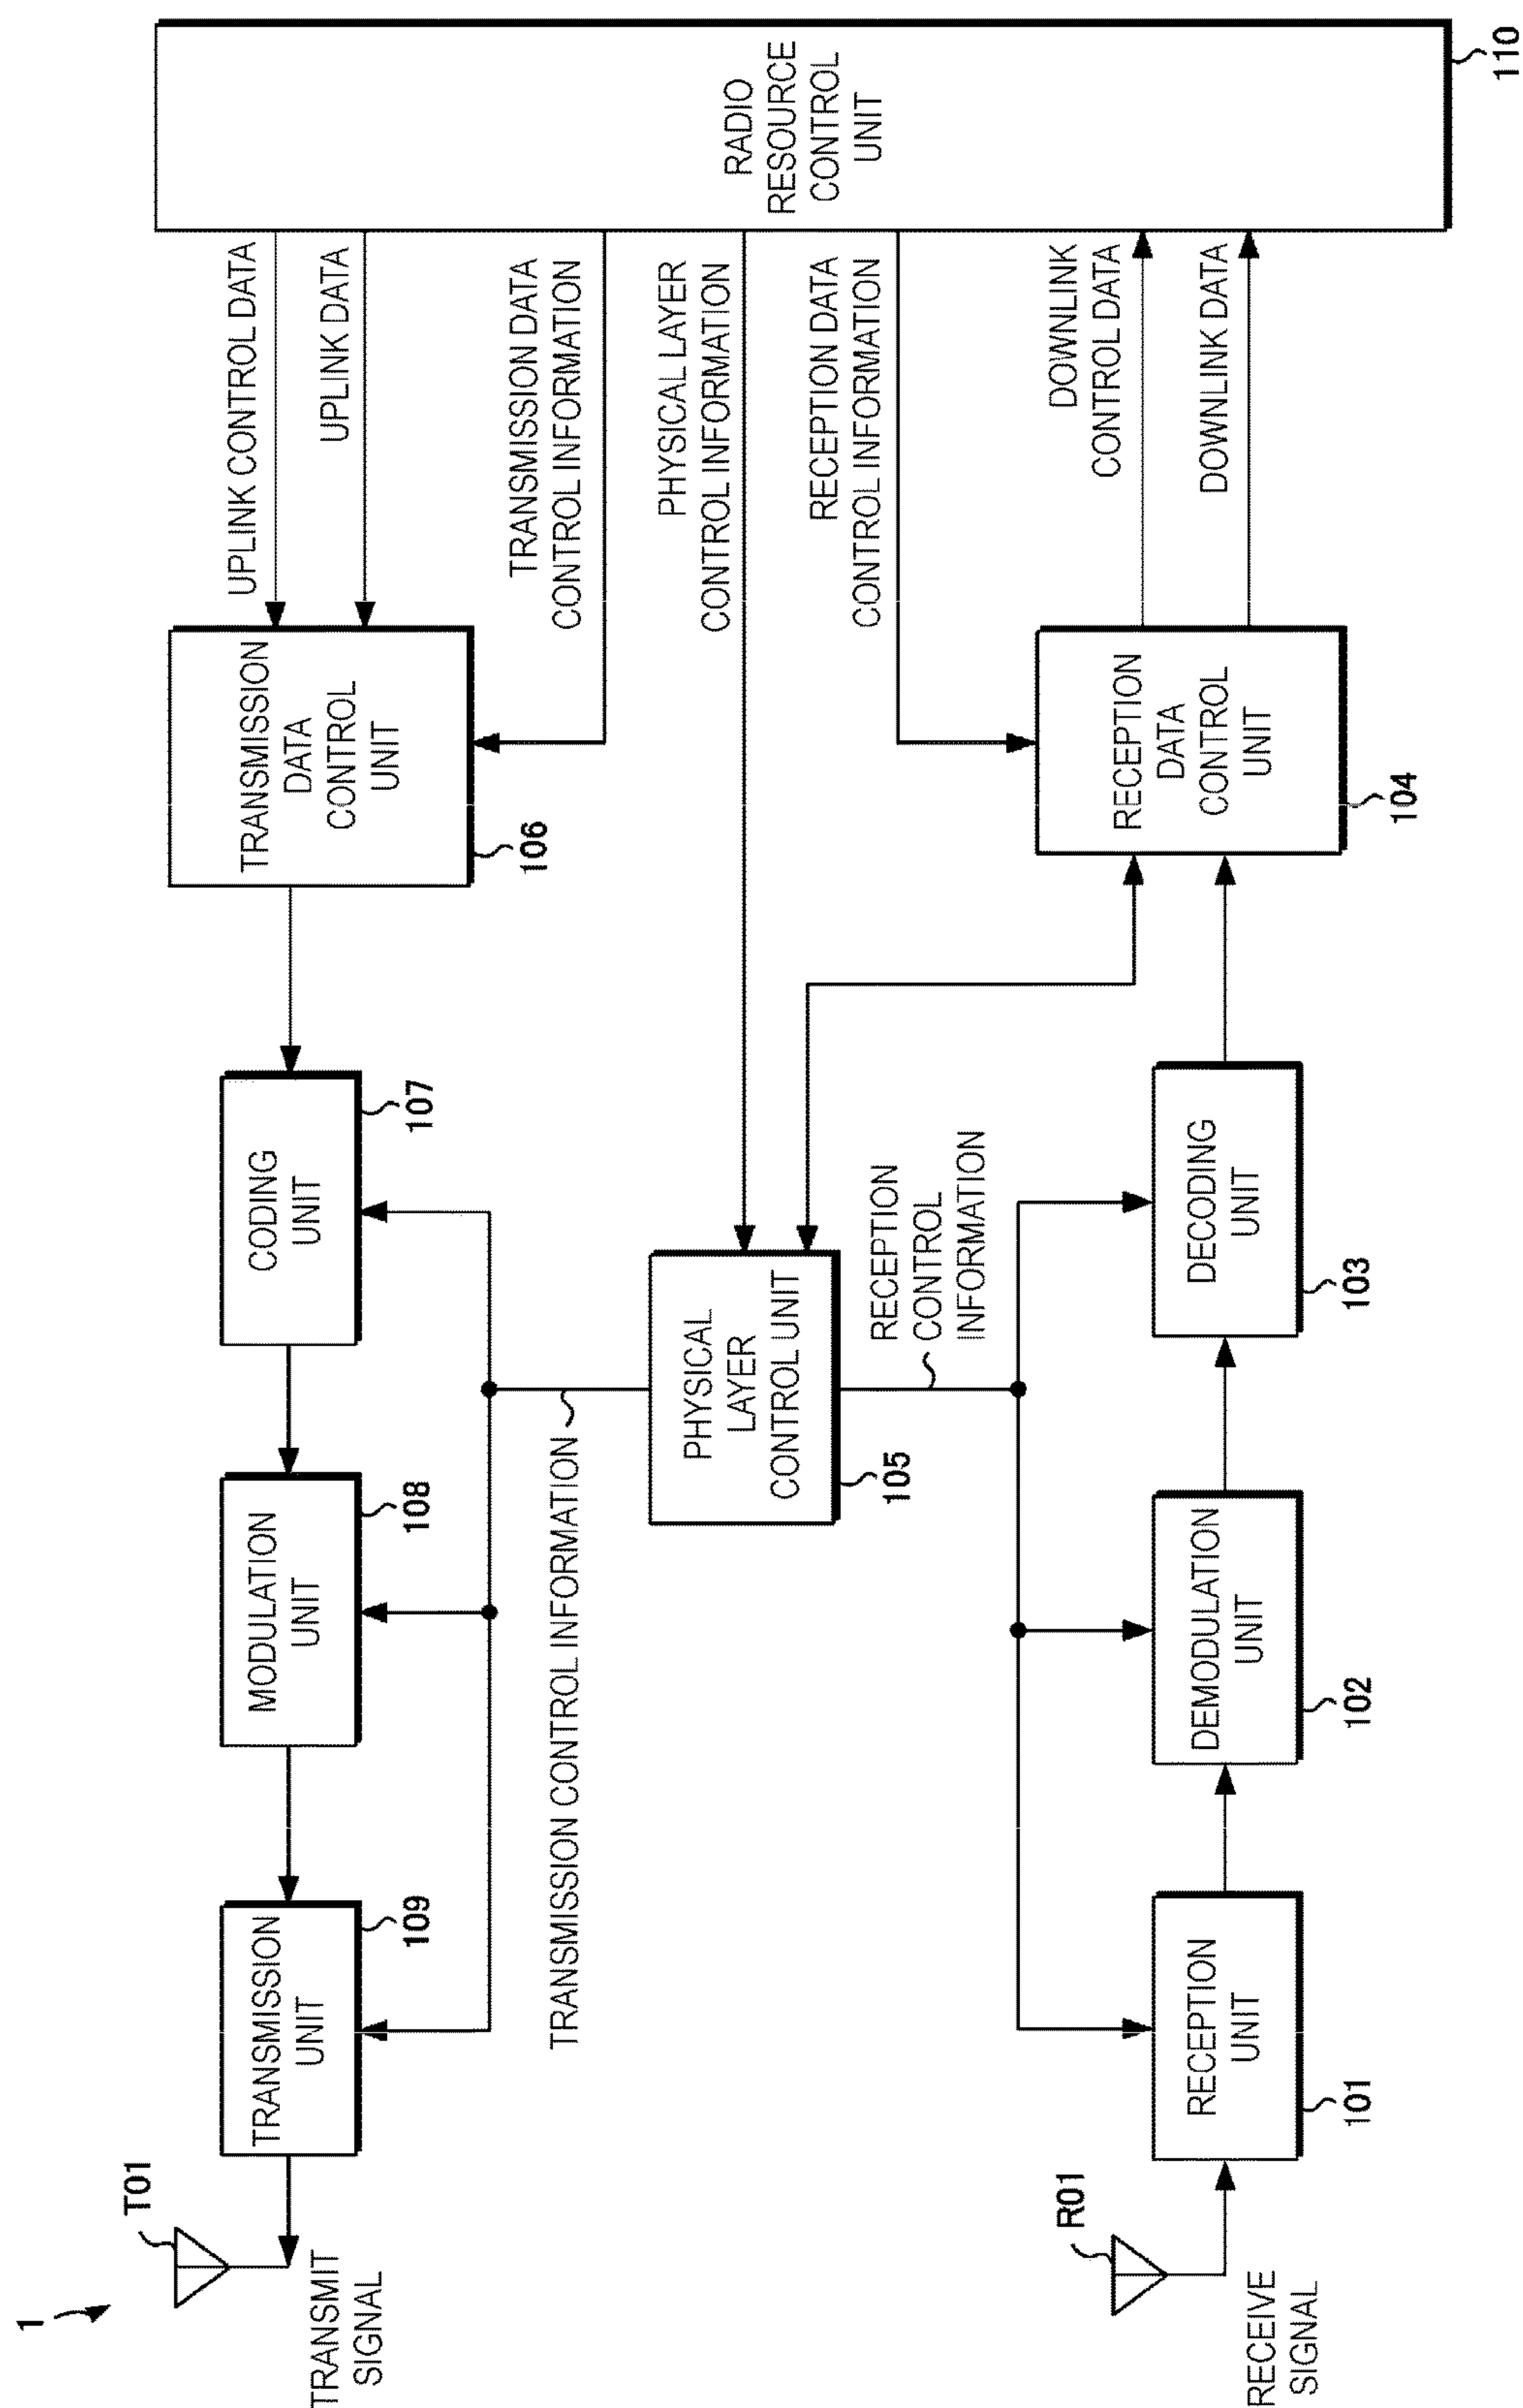 1
T01
TRANSMIT
SIGNAL
TRANSMISSION
UNIT
109
MODULATION
UNIT
108
CODING
UNIT
107
TRANSMISSION
DATA
CONTROL
UNIT
106
UPLINK CONTROL DATA
UPLINK DATA
TRANSMISSION DATA
CONTROL INFORMATION
PHYSICAL LAYER
CONTROL INFORMATION
RECEPTION DATA
CONTROL INFORMATION
DOWNLINK
CONTROL DATA
DOWNLINK DATA
RADIO
RESOURCE
CONTROL
UNIT
110
TRANSMISSION CONTROL INFORMATION
PHYSICAL
LAYER
CONTROL UNIT
105
RECEPTION
CONTROL
INFORMATION
R01
RECEIVE
SIGNAL
RECEPTION
UNIT
101
DEMODULATION
UNIT
102
DECODING
UNIT
103
RECEPTION
DATA
CONTROL
UNIT
104